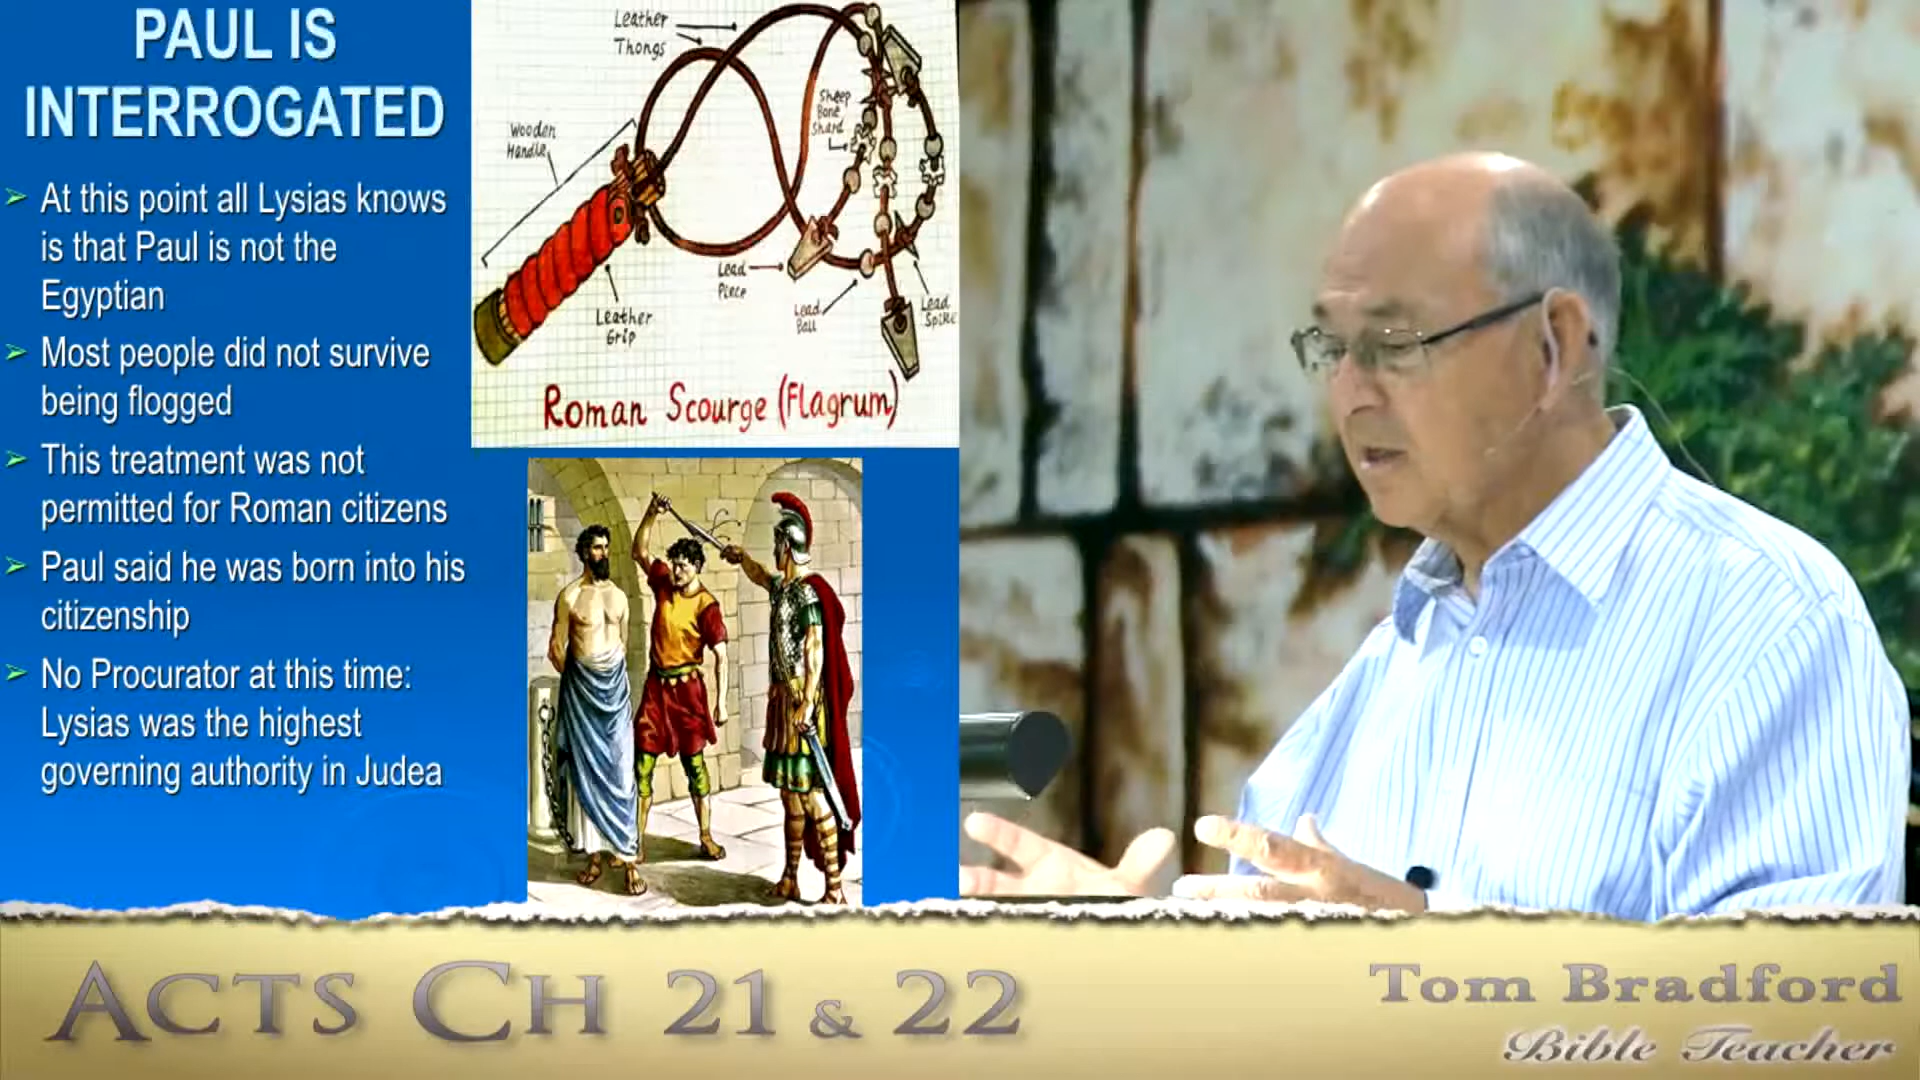 PAUL IS
INTERROGATED
➢ At this point all Lysias knows
is that Paul is not the
Egyptian
➢ Most people did not survive
being flogged
➢ This treatment was not
permitted for Roman citizens
➢ Paul said he was born into his
citizenship
➢ No Procurator at this time:
Lysias was the highest
governing authority in Judea
Leather
Thongs
Wooden
Handle
Sheep
Bone
Shard
Lead
Piece
Lead
Ball
Lead
Spike
Leather
Grip
Roman Scourge (Flagrum)
ACTS CH 21 & 22
Tom Bradford
Bible Teacher